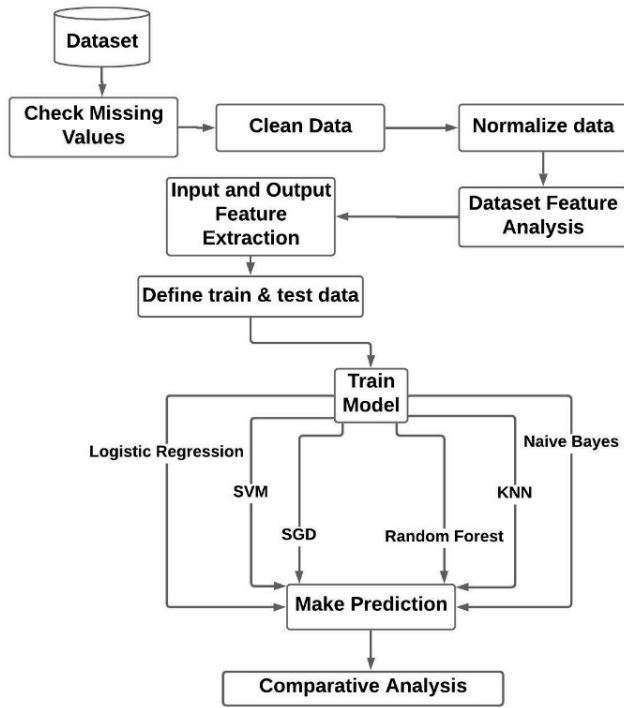 Dataset
Check Missing
Values
Clean Data
Normalize data
Dataset Feature
Analysis
Input and Output
Feature
Extraction
Define train & test data
Train
Model
Logistic Regression
Naive Bayes
SVM
KNN
SGD
Random Forest
Make Prediction
Comparative Analysis